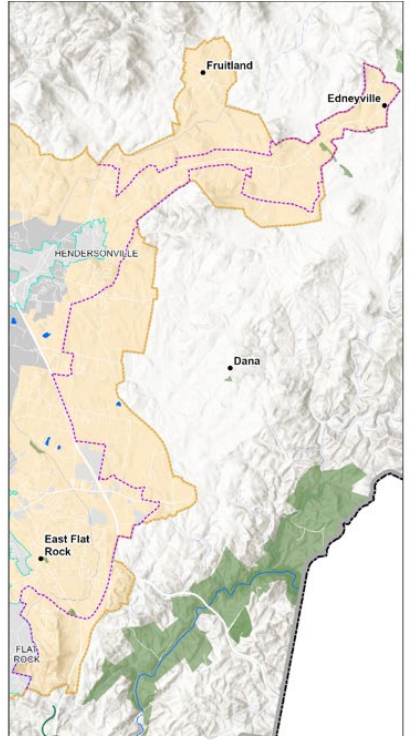 Fruitland
Edneyville
HENDERSONVILLE
Dana
East Flat
Rock
FLAT
ROCK